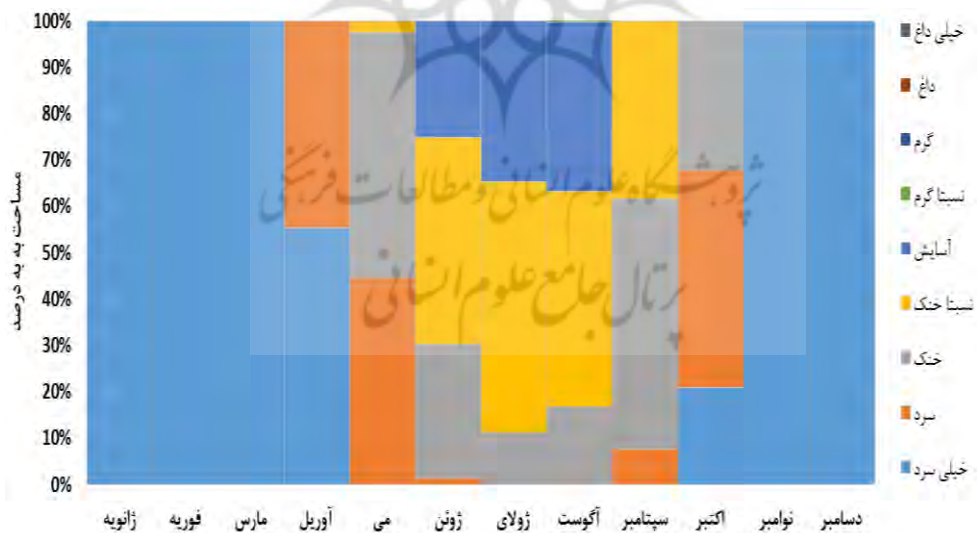 100%
90%
80%
70%
60%
50%
40%
30%
20%
10%
0%
مساحت به به درصد
ژانویه فوریه مارس آوریل می ژوئن ژولای آگوست سپتامبر اکتبر نوامبر دسامبر
خیلی داغ
داغ
گرم
نسبتا گرم
آسایش
نسبتا خنک
خنک
سرد
خیلی سرد
پژوهشگاه علوم انسانی و مطالعات فرهنگی
پرتال جامع علوم انسانی